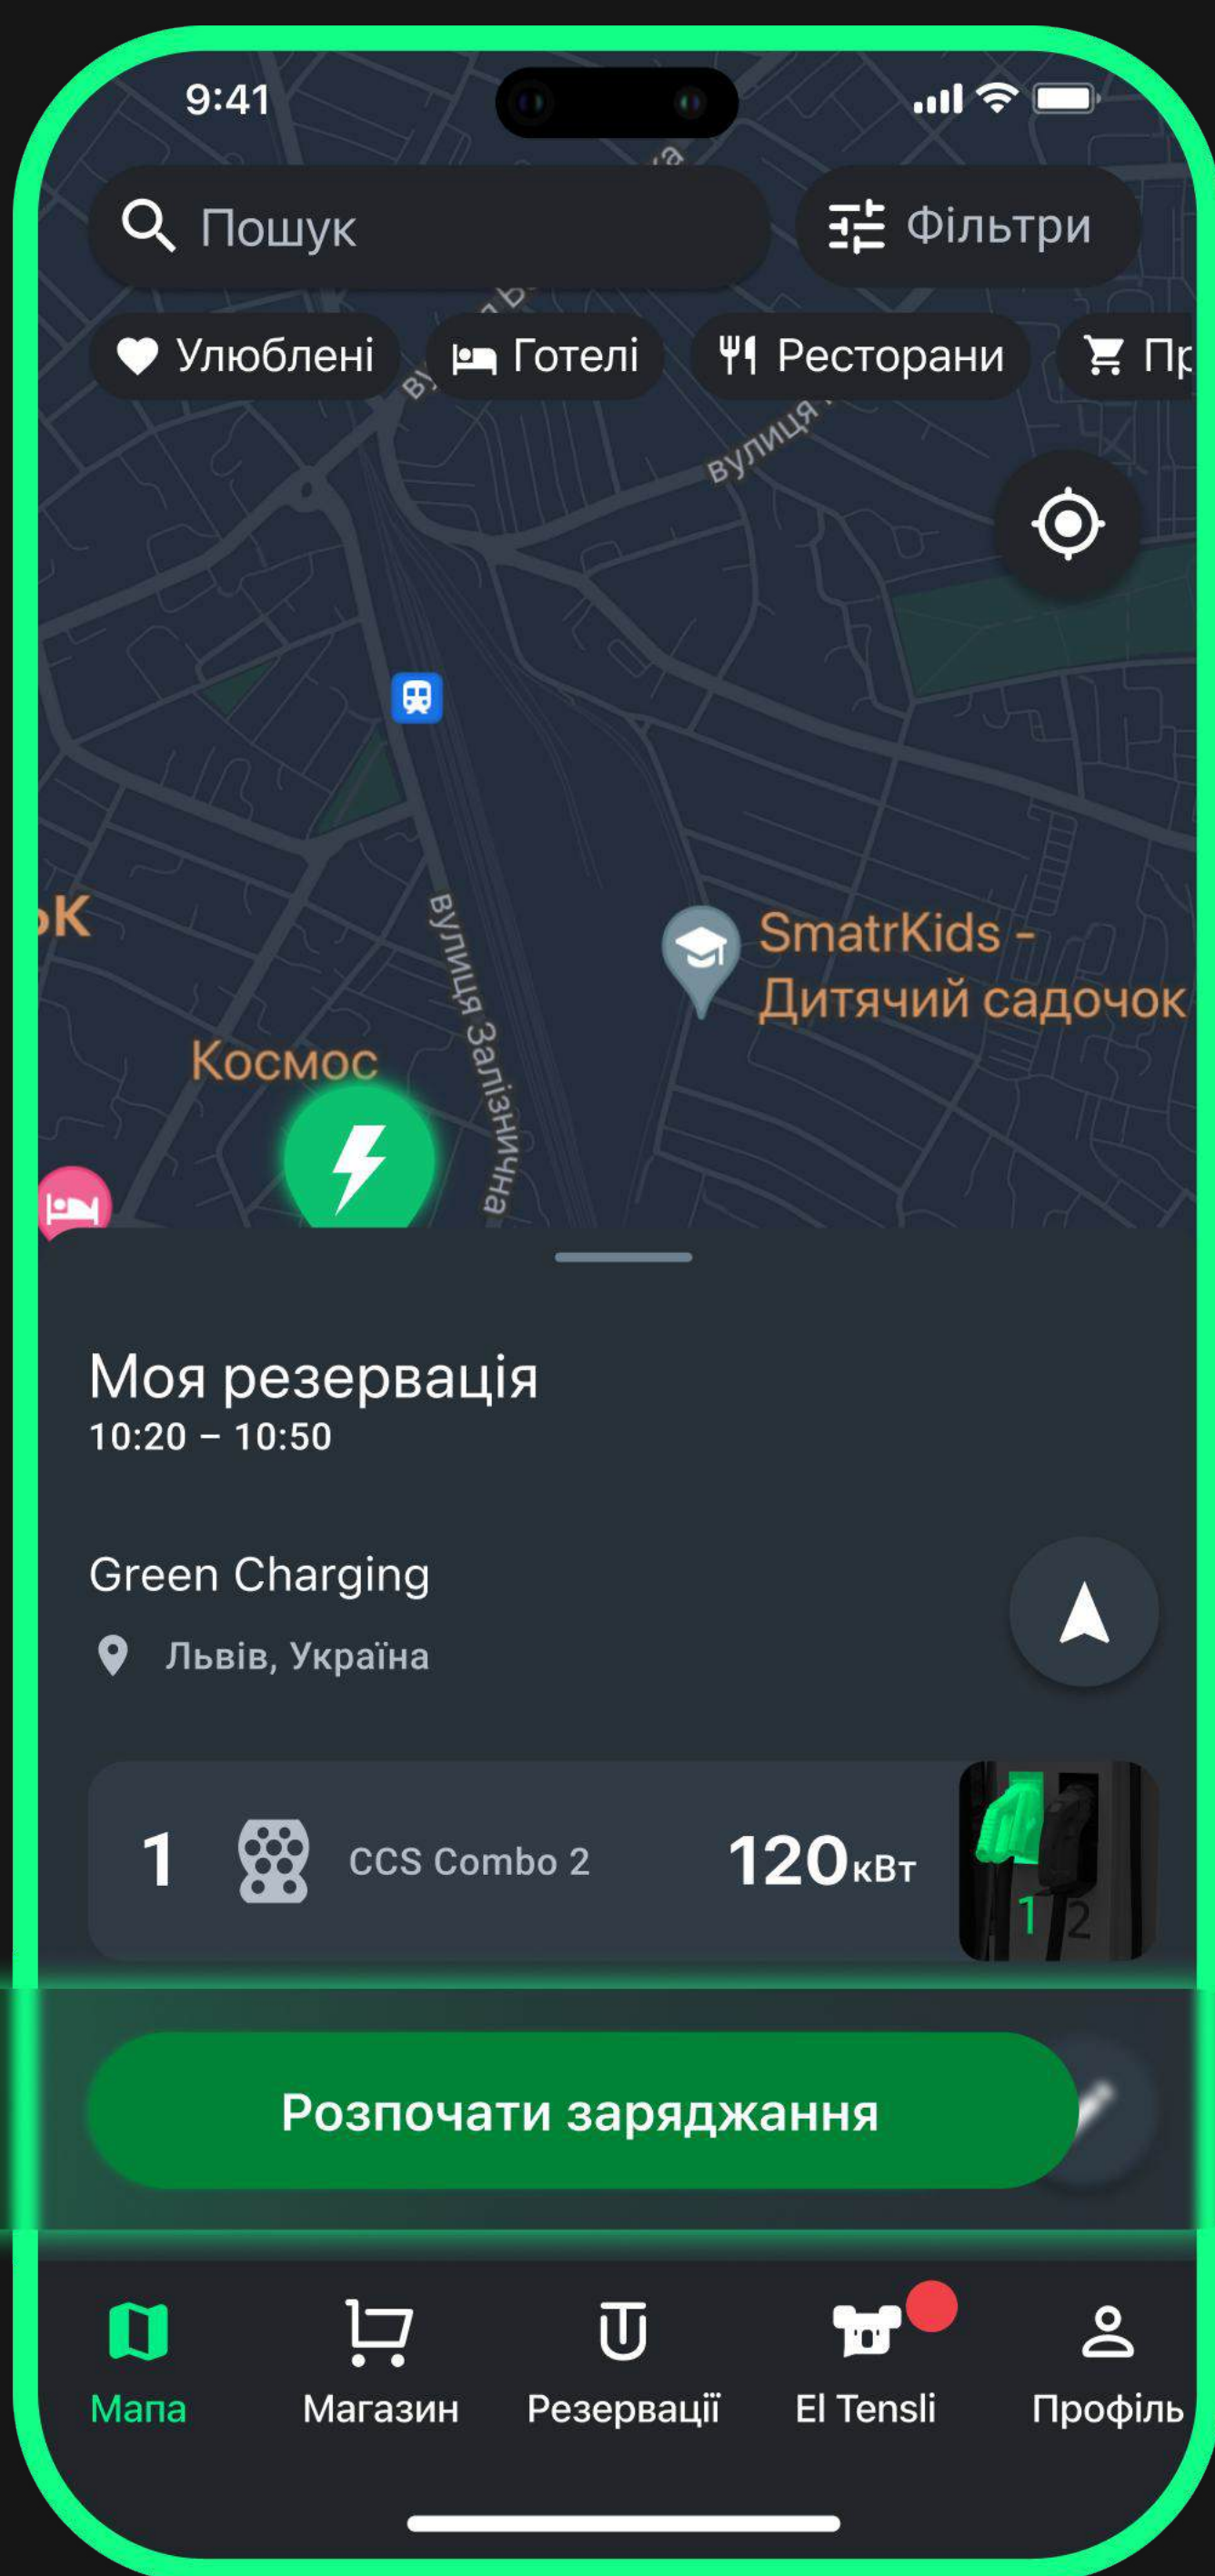 9:41
Пошук
Фільтри
Улюблені
Готелі
Ресторани
вулиця
SmatrKids -
Дитячий садочок
Космос
вулиця Залізнична
Моя резервація
10:20 – 10:50
Green Charging
Львів, Україна
1
CCS Combo 2
120кВт
1 2
Розпочати заряджання
Мапа
Магазин
Резервації
El Tensli
Профіль